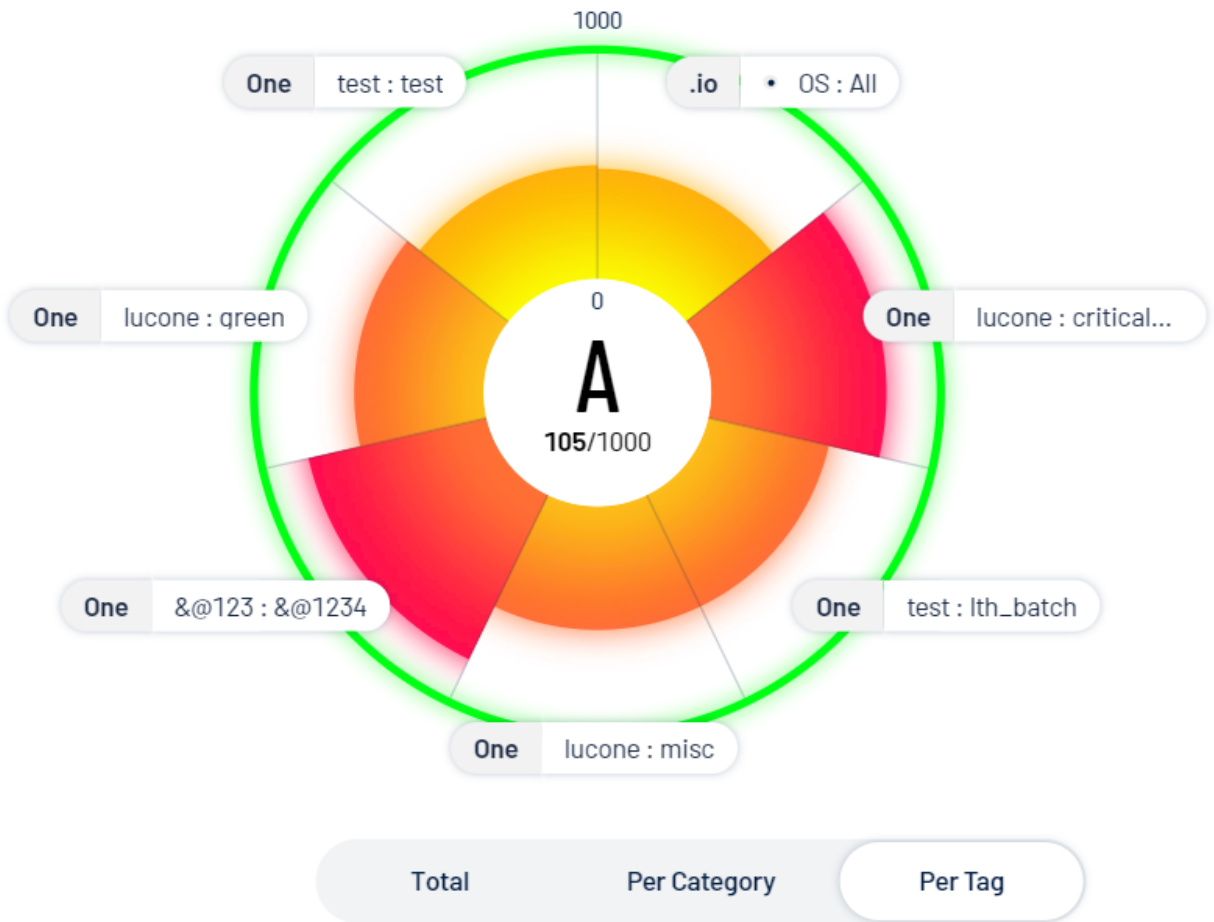 1000
One test : test
.io • OS : All
One lucone : green
0
One lucone : critical...
A
105/1000
One &@123 : &@1234
One test : lth_batch
One lucone : misc
Total Per Category Per Tag